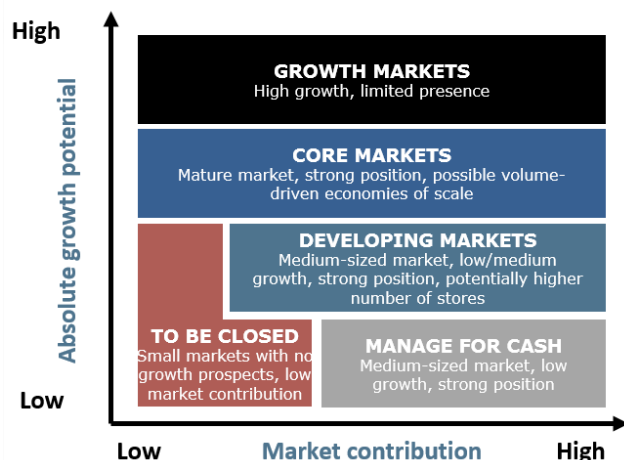 High
Absolute growth potential
Low
GROWTH MARKETS
High growth, limited presence
CORE MARKETS
Mature market, strong position, possible volume-
driven economies of scale
DEVELOPING MARKETS
Medium-sized market, low/medium
growth, strong position, potentially higher
number of stores
TO BE CLOSED
Small markets with no
growth prospects, low
market contribution
MANAGE FOR CASH
Medium-sized market, low
growth, strong position
Low
Market contribution
High